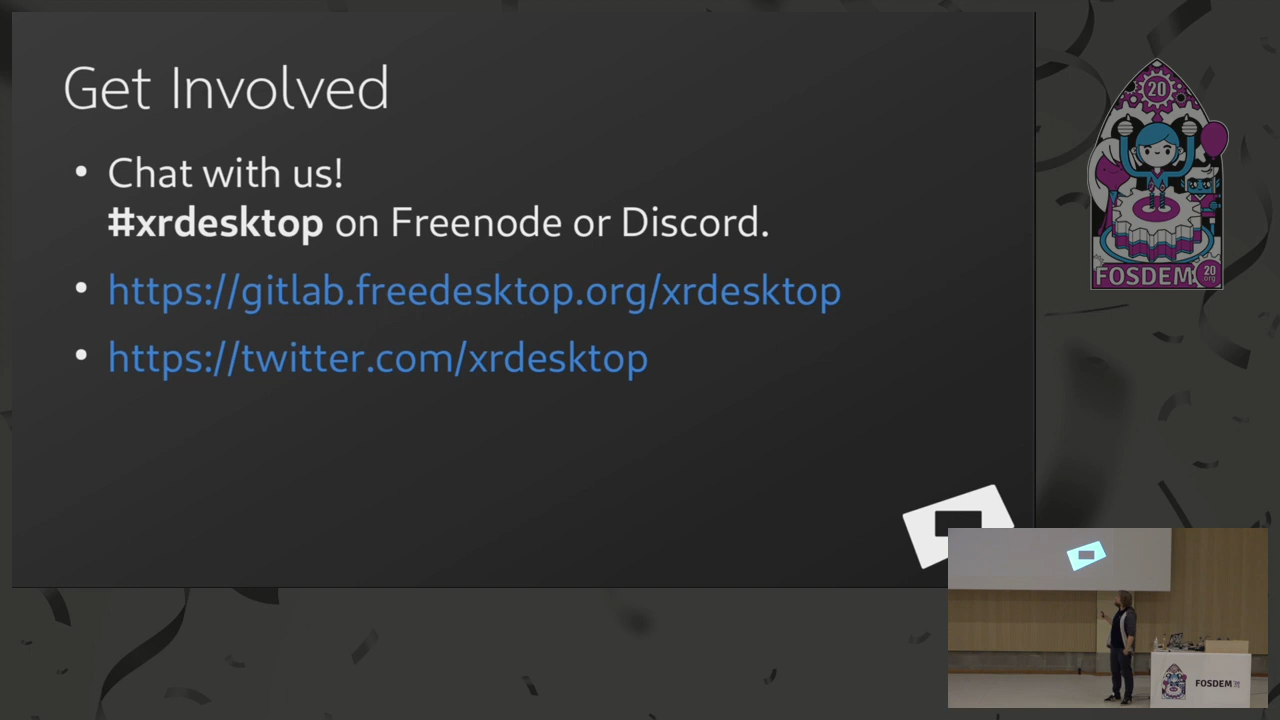 Get Involved
• Chat with us!
#xrdesktop on Freenode or Discord.
• https://gitlab.freedesktop.org/xrdesktop
• https://twitter.com/xrdesktop
20
FOSDEM
20
.org
FOSDEM